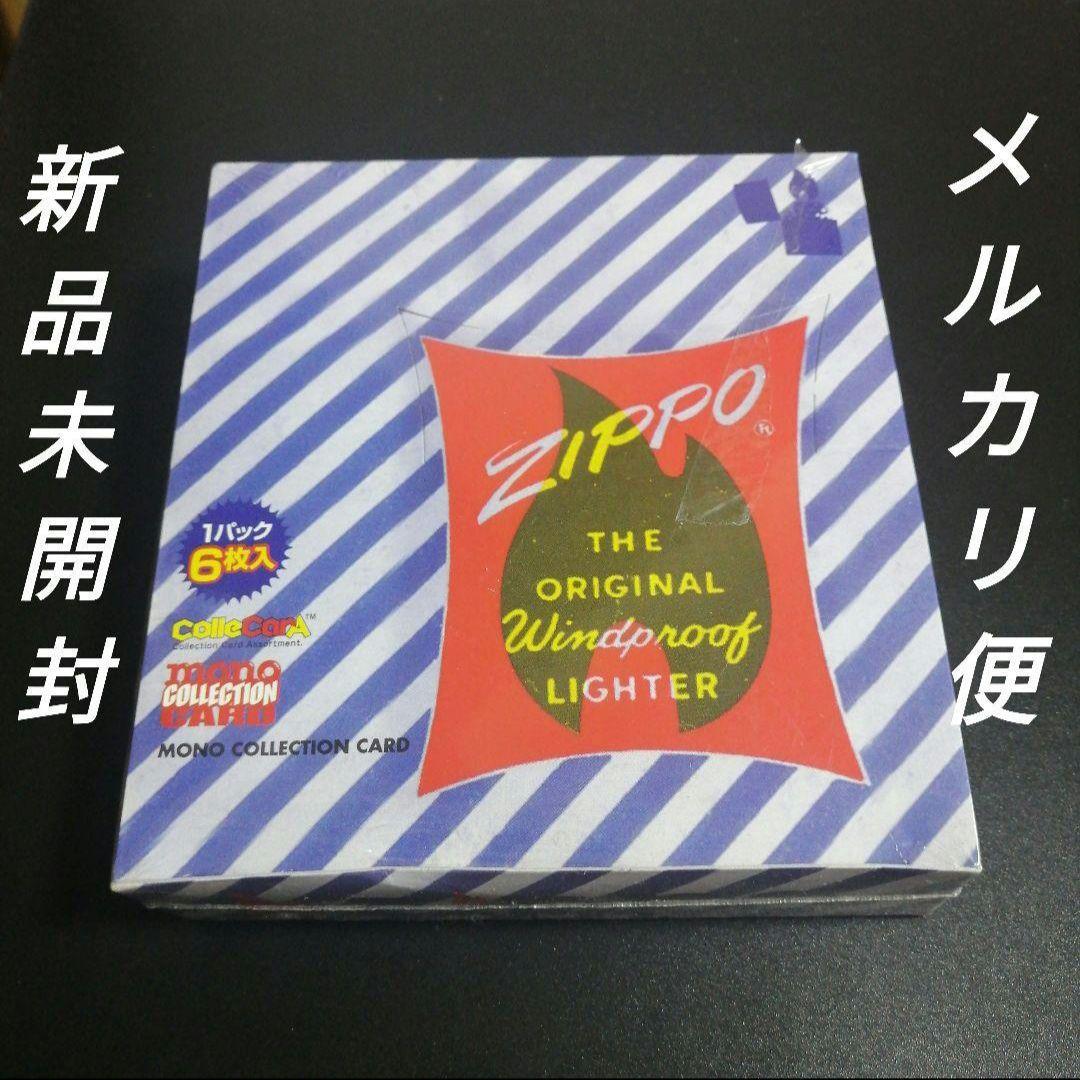 新品未開封
メルカリ便
ZIPPO
®
THE
ORIGINAL
Windproof
LIGHTER
1パック
6枚入
ColleCarA™
Collection Card Assortment.
mono
COLLECTION
CARD
MONO COLLECTION CARD